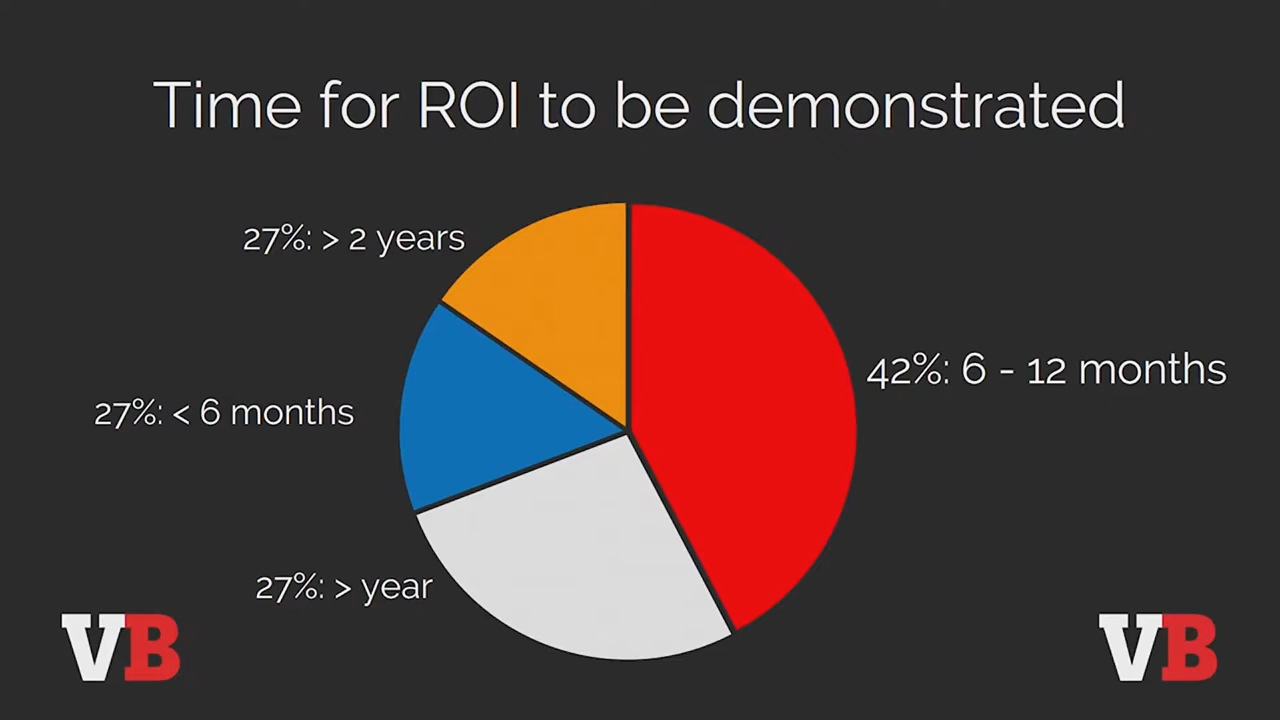 Time for ROI to be demonstrated
27%: > 2 years
42%: 6 - 12 months
27%: < 6 months
27%: > year
VB
VB